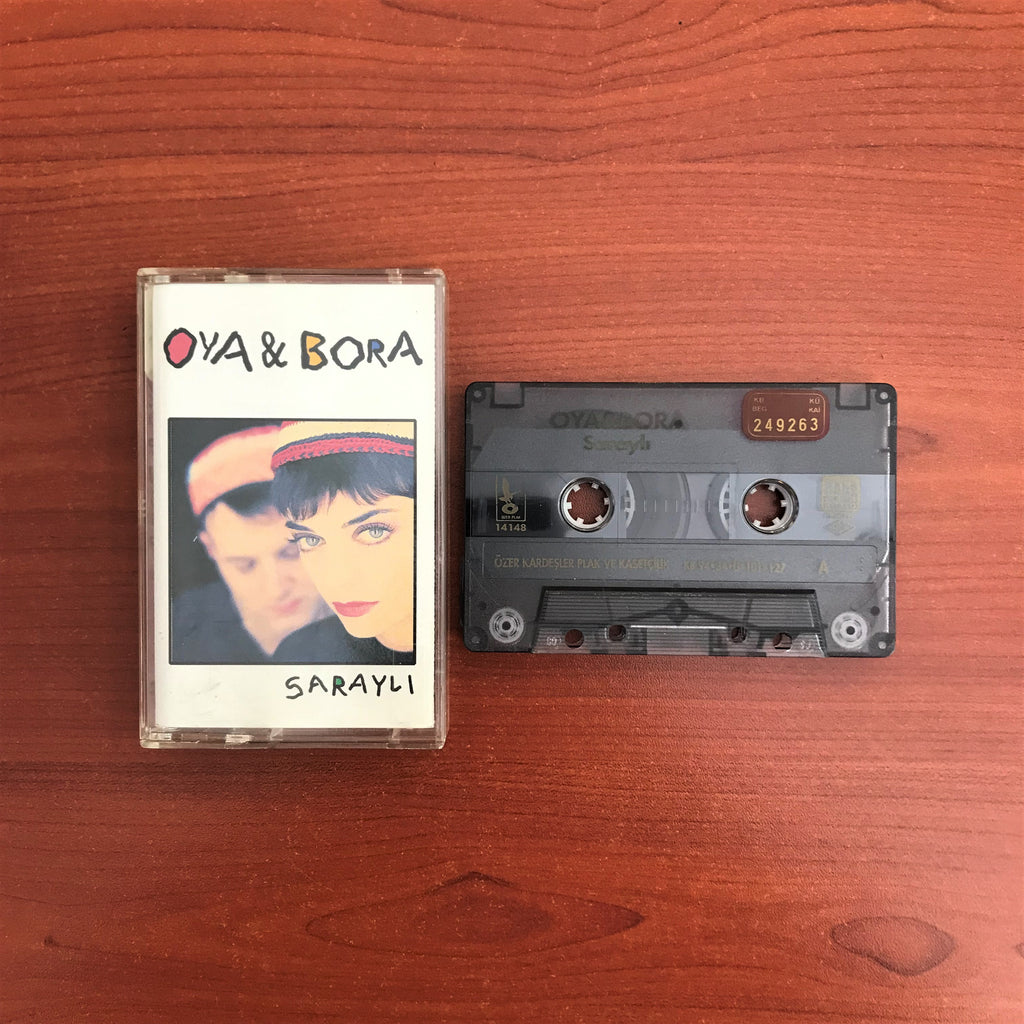 OYA & BORA
SARAYLI
OYA&BORA
Saraylı
KB KÜ
BEG KAİ
249263
14148
ÖZER KARDEŞLER PLAK VE KASETÇİLİK
A